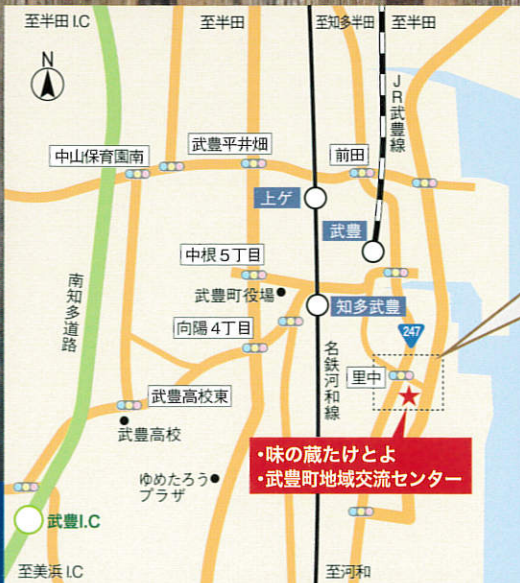 至半田I.C
至半田
至知多半田
至半田
N
JR武豊線
武豊平井畑
中山保育園南
前田
上ゲ
武豊
中根5丁目
武豊町役場
知多武豊
南知多道路
向陽4丁目
247
名鉄河和線
里中
武豊高校東
武豊高校
・味の蔵たけとよ
・武豊町地域交流センター
ゆめたろう
プラザ
武豊I.C
至美浜I.C
至河和